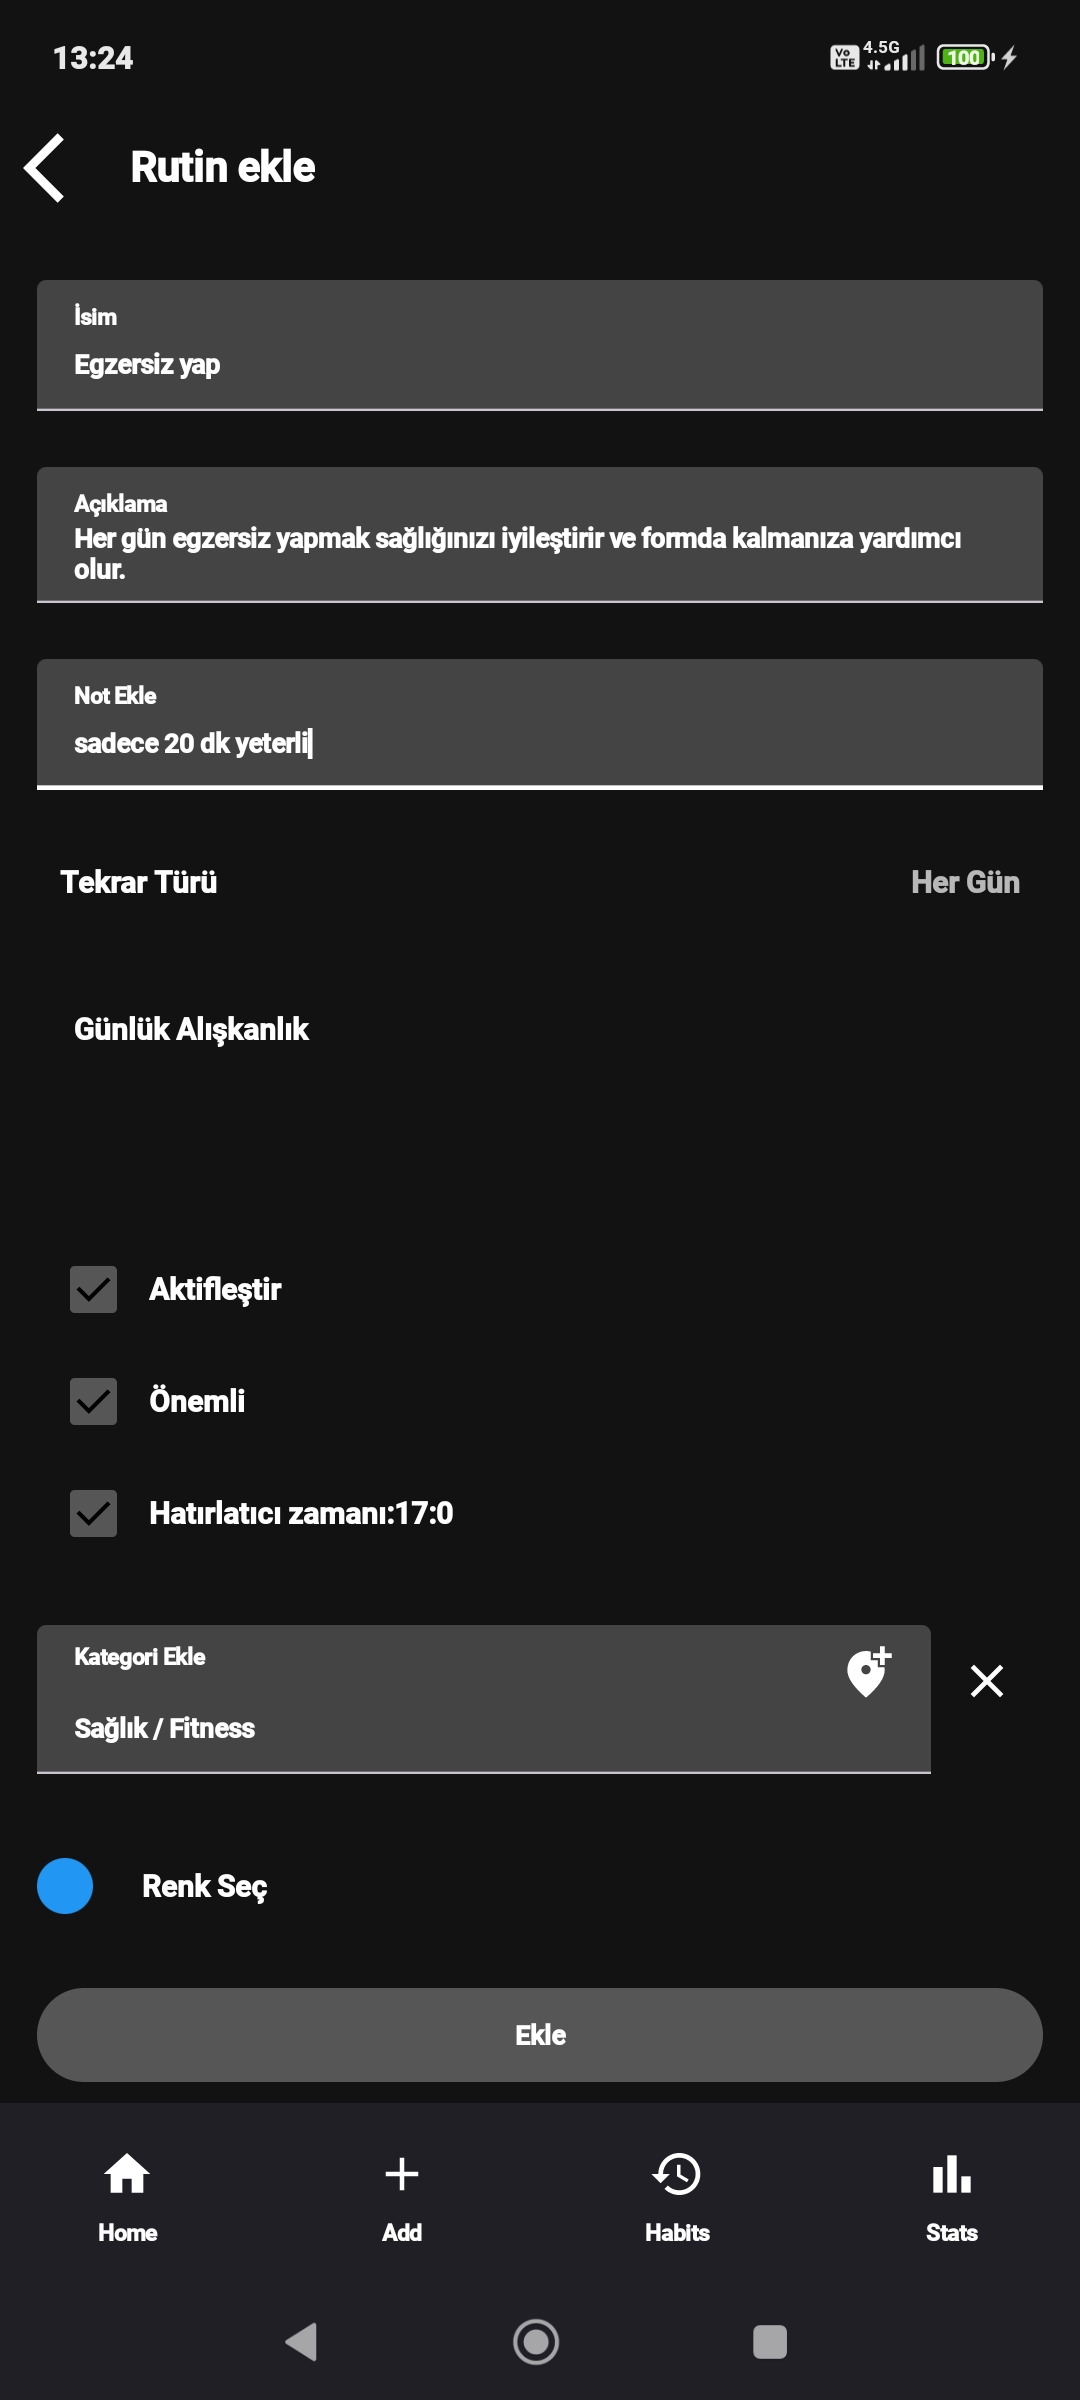 13:24
Vo LTE 4.5G 100
Rutin ekle
İsim
Egzersiz yap
Açıklama
Her gün egzersiz yapmak sağlığınızı iyileştirir ve formda kalmanıza yardımcı
olur.
Not Ekle
sadece 20 dk yeterli
Tekrar Türü Her Gün
Günlük Alışkanlık
Aktifleştir
Önemli
Hatırlatıcı zamanı:17:0
Kategori Ekle
Sağlık / Fitness
Renk Seç
Ekle
Home Add Habits Stats